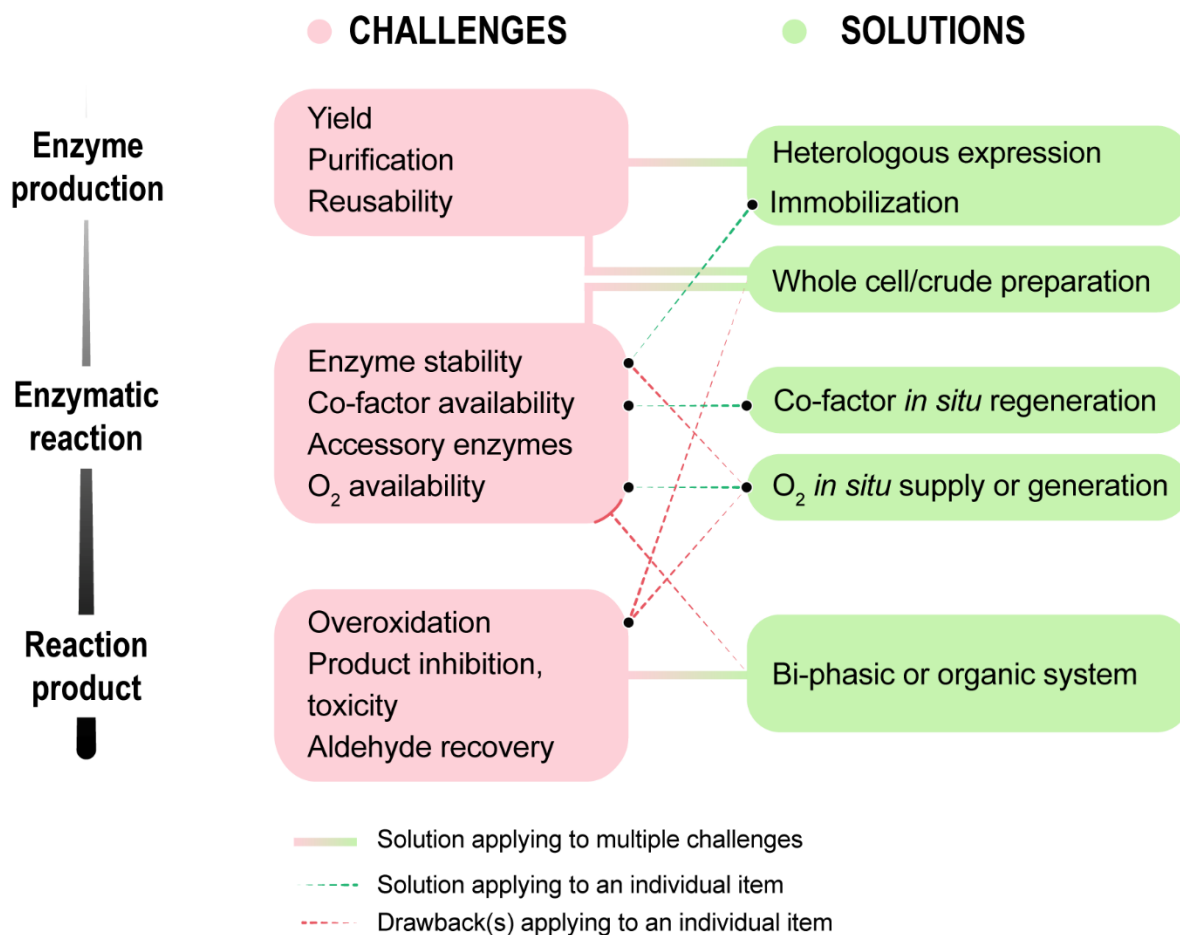 CHALLENGES
SOLUTIONS
Enzyme
production
Yield
Purification
Reusability
Heterologous expression
Immobilization
Whole cell/crude preparation
Enzymatic
reaction
Enzyme stability
Co-factor availability
Accessory enzymes
O₂ availability
Co-factor in situ regeneration
O₂ in situ supply or generation
Reaction
product
Overoxidation
Product inhibition,
toxicity
Aldehyde recovery
Bi-phasic or organic system
Solution applying to multiple challenges
Solution applying to an individual item
Drawback(s) applying to an individual item